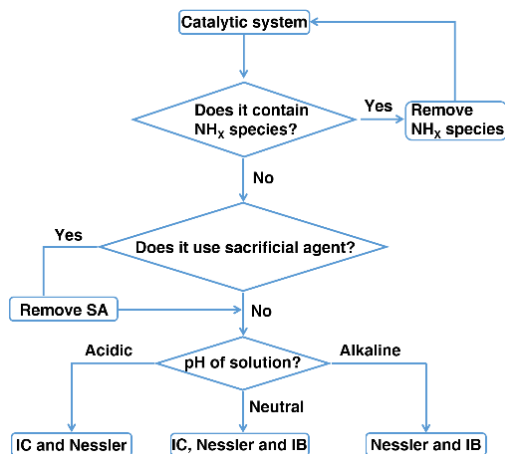 Catalytic system
Does it contain
NHX species?
Yes
Remove
NHX species
No
Yes
Does it use sacrificial agent?
Remove SA
No
Acidic
pH of solution?
Alkaline
Neutral
IC and Nessler
IC, Nessler and IB
Nessler and IB